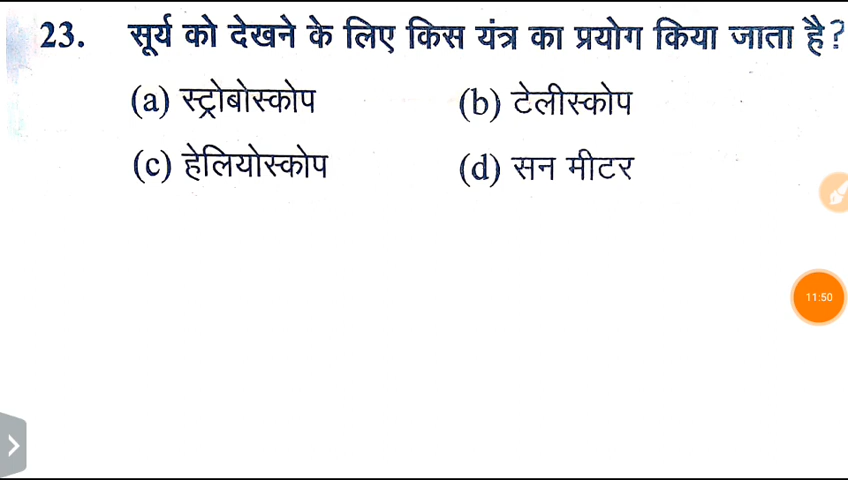 23. सूर्य को देखने के लिए किस यंत्र का प्रयोग किया जाता है?
(a) स्ट्रोबोस्कोप (b) टेलीस्कोप
(c) हेलियोस्कोप (d) सन मीटर
11:50